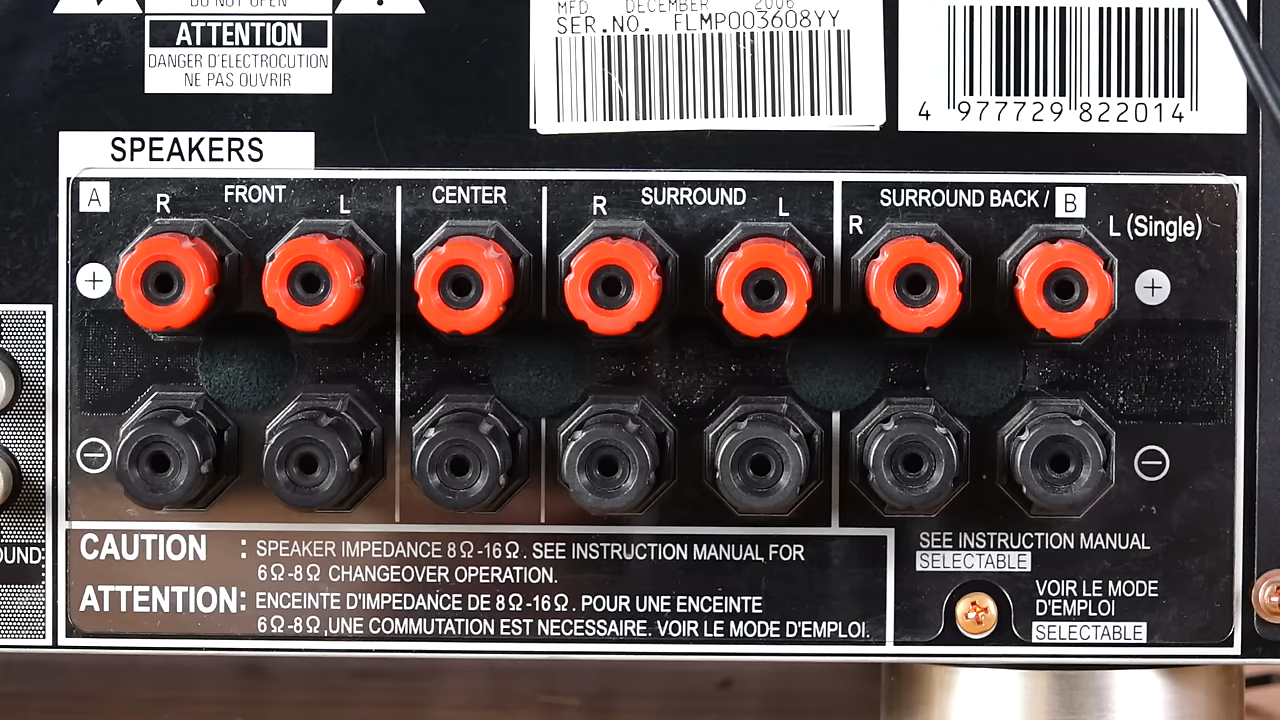 DO NOT OPEN
ATTENTION
DANGER D'ELECTROCUTION
NE PAS OUVRIR
MFD DECEMBER 2006
SER.NO. FLMP003608YY
4 977729 822014
SPEAKERS
A
R FRONT L
CENTER
R SURROUND L
SURROUND BACK / B
R
L (Single)
+
+
−
−
CAUTION : SPEAKER IMPEDANCE 8Ω-16Ω. SEE INSTRUCTION MANUAL FOR
6Ω-8Ω CHANGEOVER OPERATION.
ATTENTION: ENCEINTE D'IMPEDANCE DE 8Ω-16Ω. POUR UNE ENCEINTE
6Ω-8Ω,UNE COMMUTATION EST NECESSAIRE. VOIR LE MODE D'EMPLOI.
SEE INSTRUCTION MANUAL
SELECTABLE
VOIR LE MODE
D'EMPLOI
SELECTABLE